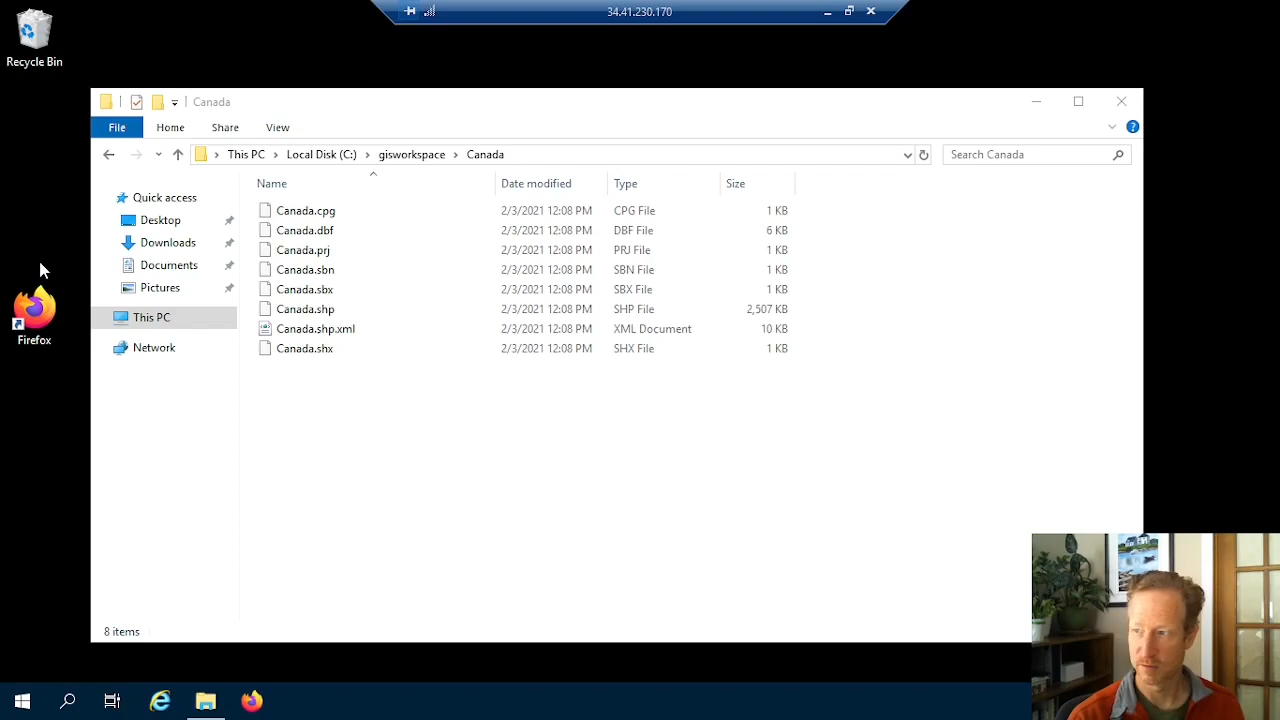 34.41.230.170
Recycle Bin
Canada
File Home Share View
This PC Local Disk (C:) gisworkspace Canada Search Canada
Name Date modified Type Size
Quick access
Desktop
Downloads
Documents
Pictures
This PC
Network
Canada.cpg 2/3/2021 12:08 PM CPG File 1 KB
Canada.dbf 2/3/2021 12:08 PM DBF File 6 KB
Canada.prj 2/3/2021 12:08 PM PRJ File 1 KB
Canada.sbn 2/3/2021 12:08 PM SBN File 1 KB
Canada.sbx 2/3/2021 12:08 PM SBX File 1 KB
Canada.shp 2/3/2021 12:08 PM SHP File 2,507 KB
Canada.shp.xml 2/3/2021 12:08 PM XML Document 10 KB
Canada.shx 2/3/2021 12:08 PM SHX File 1 KB
Firefox
8 items